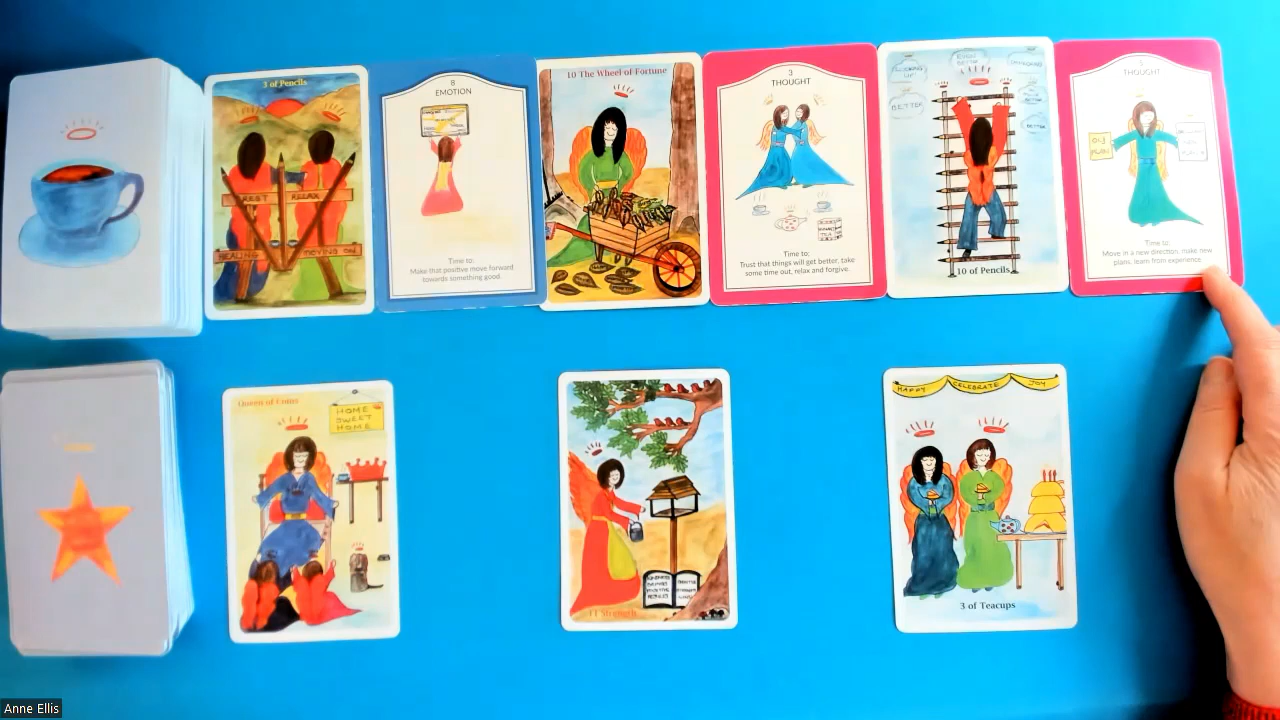 3 of Pencils
REST RELAX
HEALING MOVING ON
8
EMOTION
Time to:
Make that positive move forward
towards something good.
10 The Wheel of Fortune
3
THOUGHT
Time to:
Trust that things will get better, take
some time out, relax and forgive.
BETTER
BETTER
10 of Pencils
THOUGHT
OLD
Time to:
Move in a new direction, make new
plans, learn from experience
Queen of Coins
HOME
SWEET
HOME
11 Strength
HAPPY CELEBRATE JOY
3 of Teacups
Anne Ellis